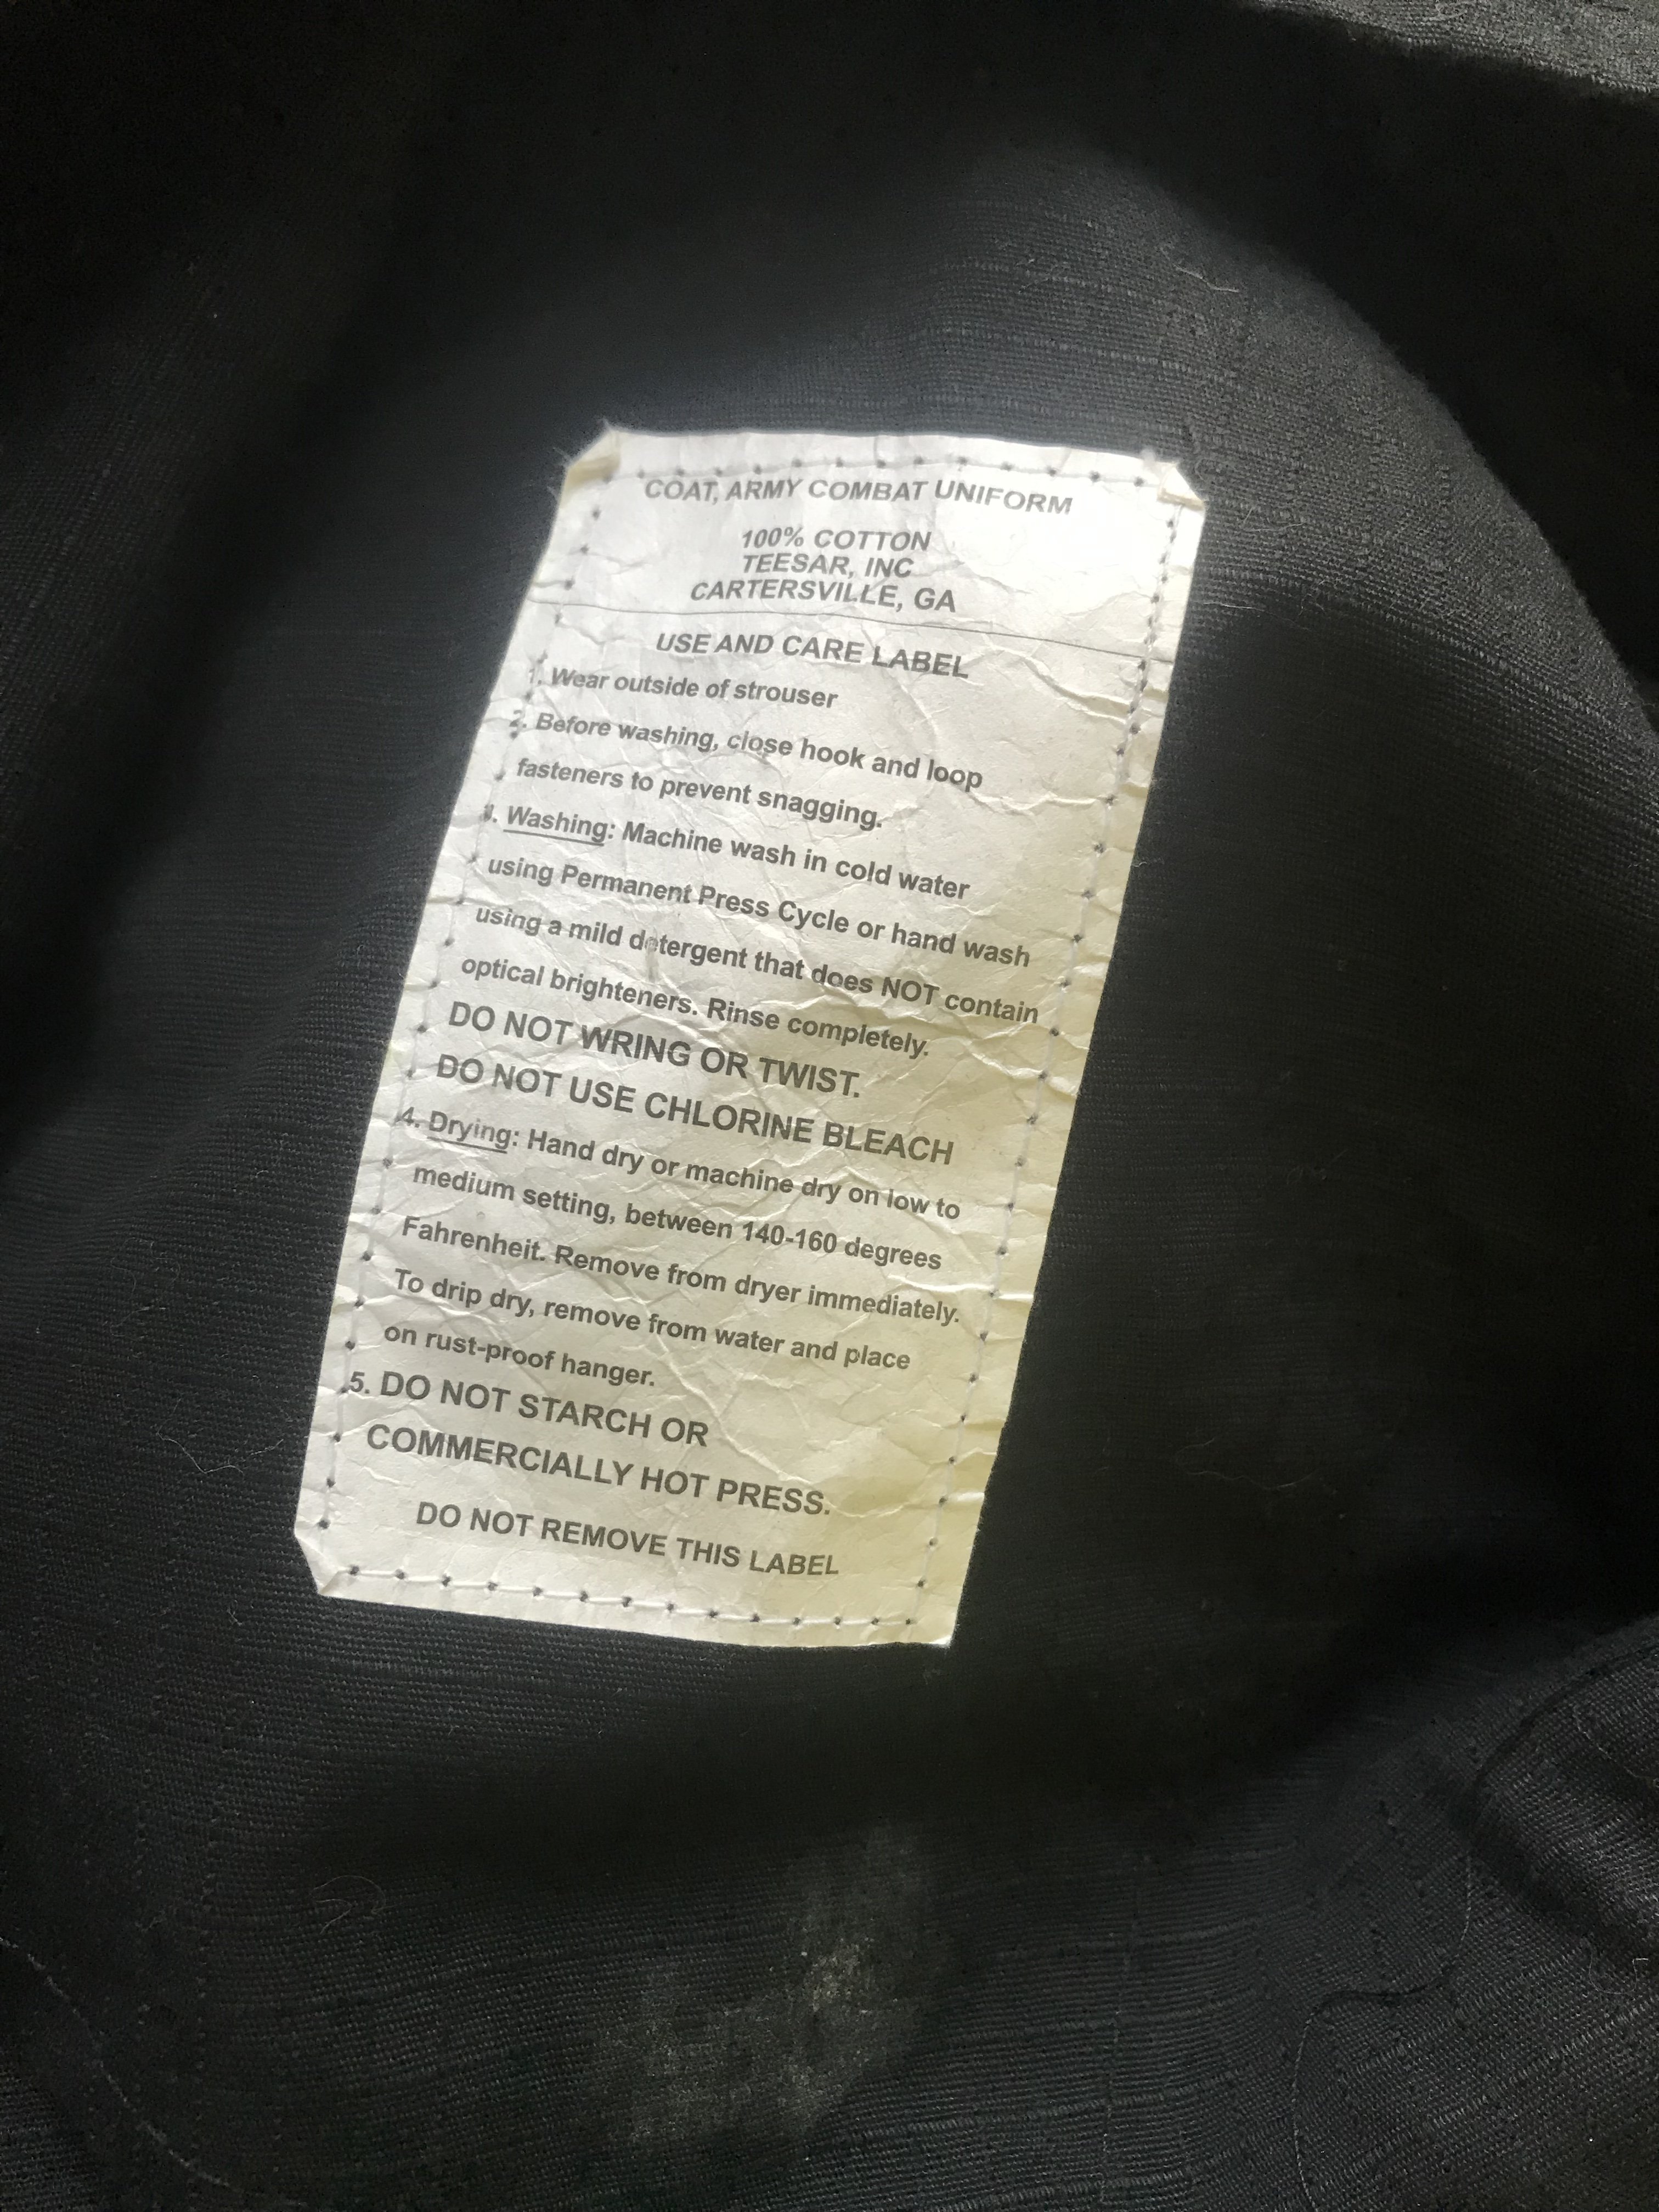 COAT, ARMY COMBAT UNIFORM
100% COTTON
TEESAR, INC
CARTERSVILLE, GA
USE AND CARE LABEL
1. Wear outside of strouser
2. Before washing, close hook and loop
fasteners to prevent snagging.
. Washing: Machine wash in cold water
using Permanent Press Cycle or hand wash
using a mild detergent that does NOT contain
optical brighteners. Rinse completely.
DO NOT WRING OR TWIST.
DO NOT USE CHLORINE BLEACH
4. Drying: Hand dry or machine dry on low to
medium setting, between 140-160 degrees
Fahrenheit. Remove from dryer immediately.
To drip dry, remove from water and place
on rust-proof hanger.
5. DO NOT STARCH OR
COMMERCIALLY HOT PRESS.
DO NOT REMOVE THIS LABEL